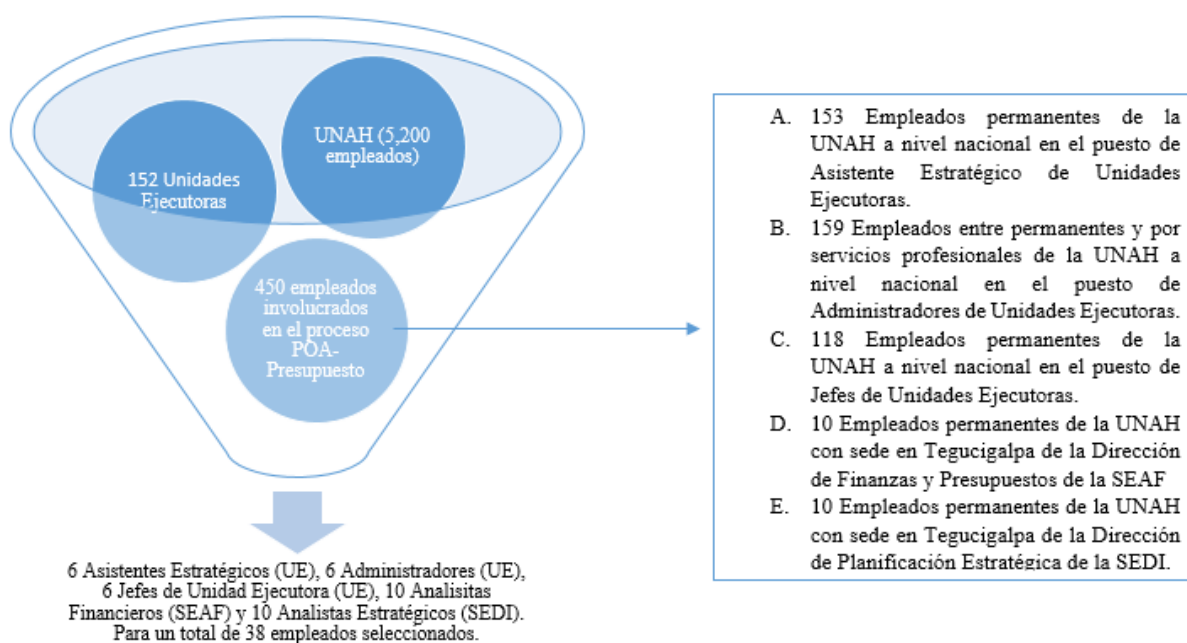 UNAH (5,200
empleados)
152 Unidades
Ejecutoras
450 empleados
involucrados
en el proceso
POA-
Presupuesto
A. 153 Empleados permanentes de la
UNAH a nivel nacional en el puesto de
Asistente Estratégico de Unidades
Ejecutoras.
B. 159 Empleados entre permanentes y por
servicios profesionales de la UNAH a
nivel nacional en el puesto de
Administradores de Unidades Ejecutoras.
C. 118 Empleados permanentes de la
UNAH a nivel nacional en el puesto de
Jefes de Unidades Ejecutoras.
D. 10 Empleados permanentes de la UNAH
con sede en Tegucigalpa de la Dirección
de Finanzas y Presupuestos de la SEAF
E. 10 Empleados permanentes de la UNAH
con sede en Tegucigalpa de la Dirección
de Planificación Estratégica de la SEDI.
6 Asistentes Estratégicos (UE), 6 Administradores (UE),
6 Jefes de Unidad Ejecutora (UE), 10 Analisitas
Financieros (SEAF) y 10 Analistas Estratégicos (SEDI).
Para un total de 38 empleados seleccionados.